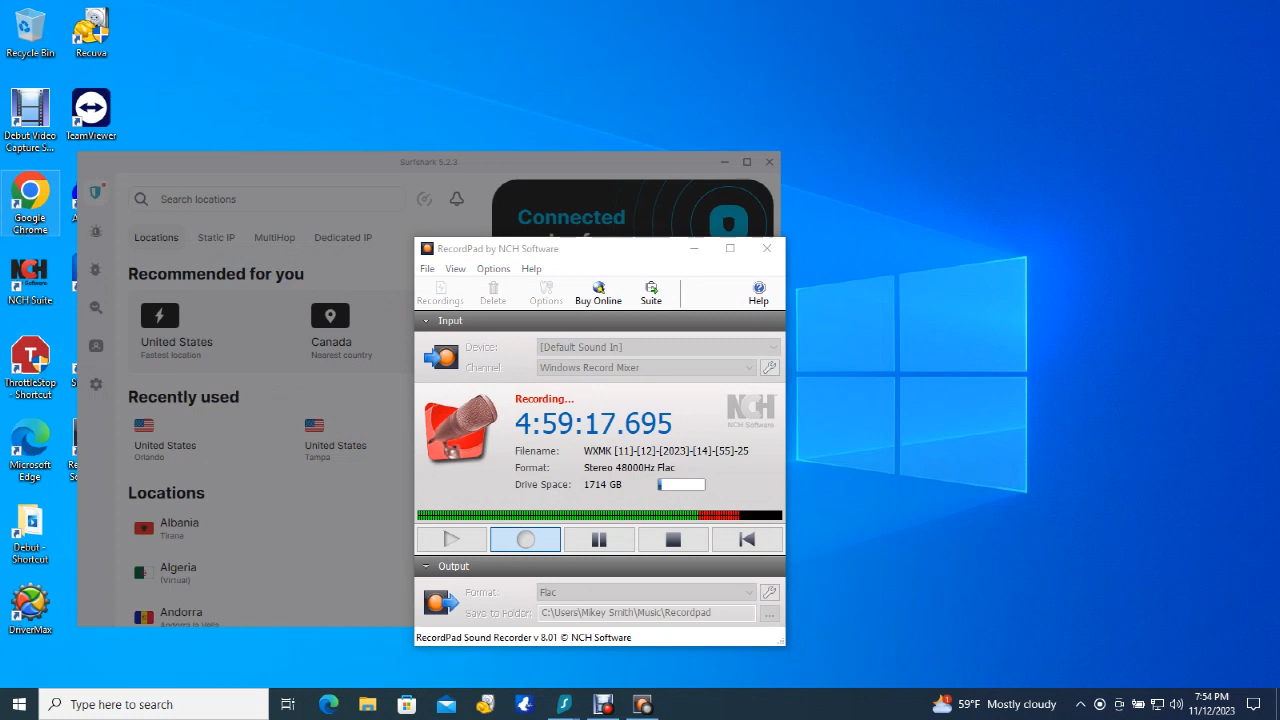 Recycle Bin
Recuva
Debut Video
Capture S...
TeamViewer
Google
Chrome
NCH
NCH Suite
ThrottleStop
- Shortcut
Microsoft
Edge
Debut -
Shortcut
DriverMax
Surfshark 5.2.3
Search locations
Locations
Static IP
MultiHop
Dedicated IP
Connected
Recommended for you
United States
Fastest location
Canada
Nearest country
Recently used
United States
Orlando
United States
Tampa
Locations
Albania
Tirana
Algeria
(Virtual)
Andorra
Andorra la Vella
RecordPad by NCH Software
File
View
Options
Help
Recordings
Delete
Options
Buy Online
Suite
Help
Input
Device:
[Default Sound In]
Channel:
Windows Record Mixer
Recording...
4:59:17.695
NCH
NCH Software
Filename:
WXMK [11]-[12]-[2023]-[14]-[55]-25
Format:
Stereo 48000Hz Flac
Drive Space:
1714 GB
Output
Format:
Flac
Save to Folder:
C:\Users\Mikey Smith\Music\Recordpad
...
RecordPad Sound Recorder v 8.01 © NCH Software
Type here to search
59°F Mostly cloudy
7:54 PM
11/12/2023